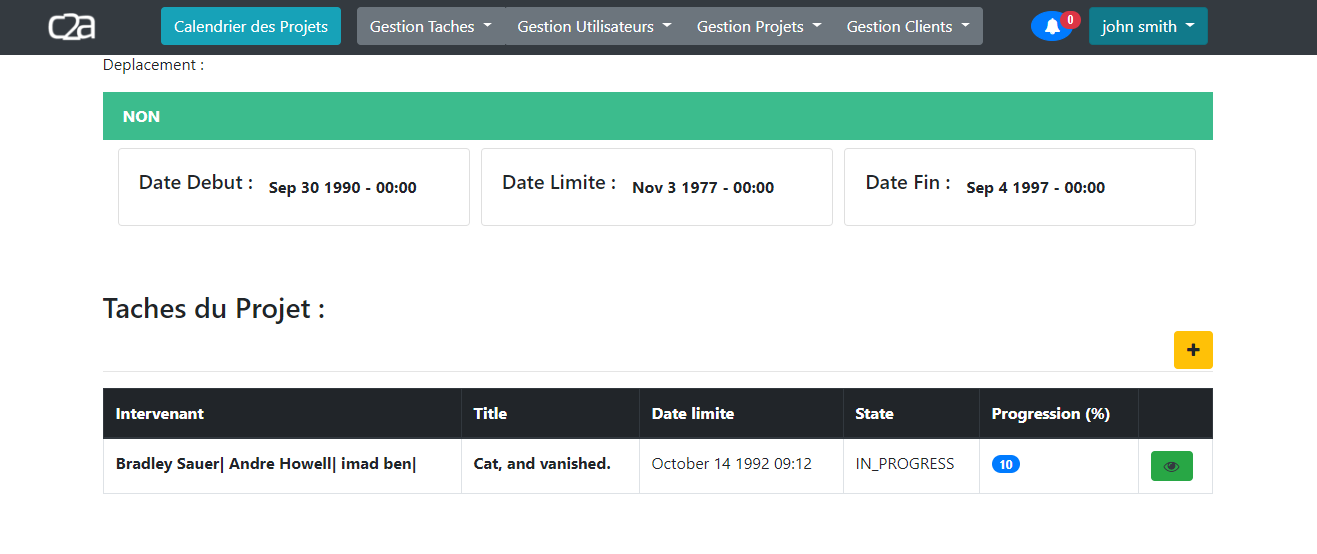 c2a
Calendrier des Projets Gestion Taches Gestion Utilisateurs Gestion Projets Gestion Clients 0 john smith
Deplacement :
NON
Date Debut : Sep 30 1990 - 00:00 Date Limite : Nov 3 1977 - 00:00 Date Fin : Sep 4 1997 - 00:00
Taches du Projet :
+
Intervenant Title Date limite State Progression (%)
Bradley Sauer| Andre Howell| imad ben| Cat, and vanished. October 14 1992 09:12 IN_PROGRESS 10